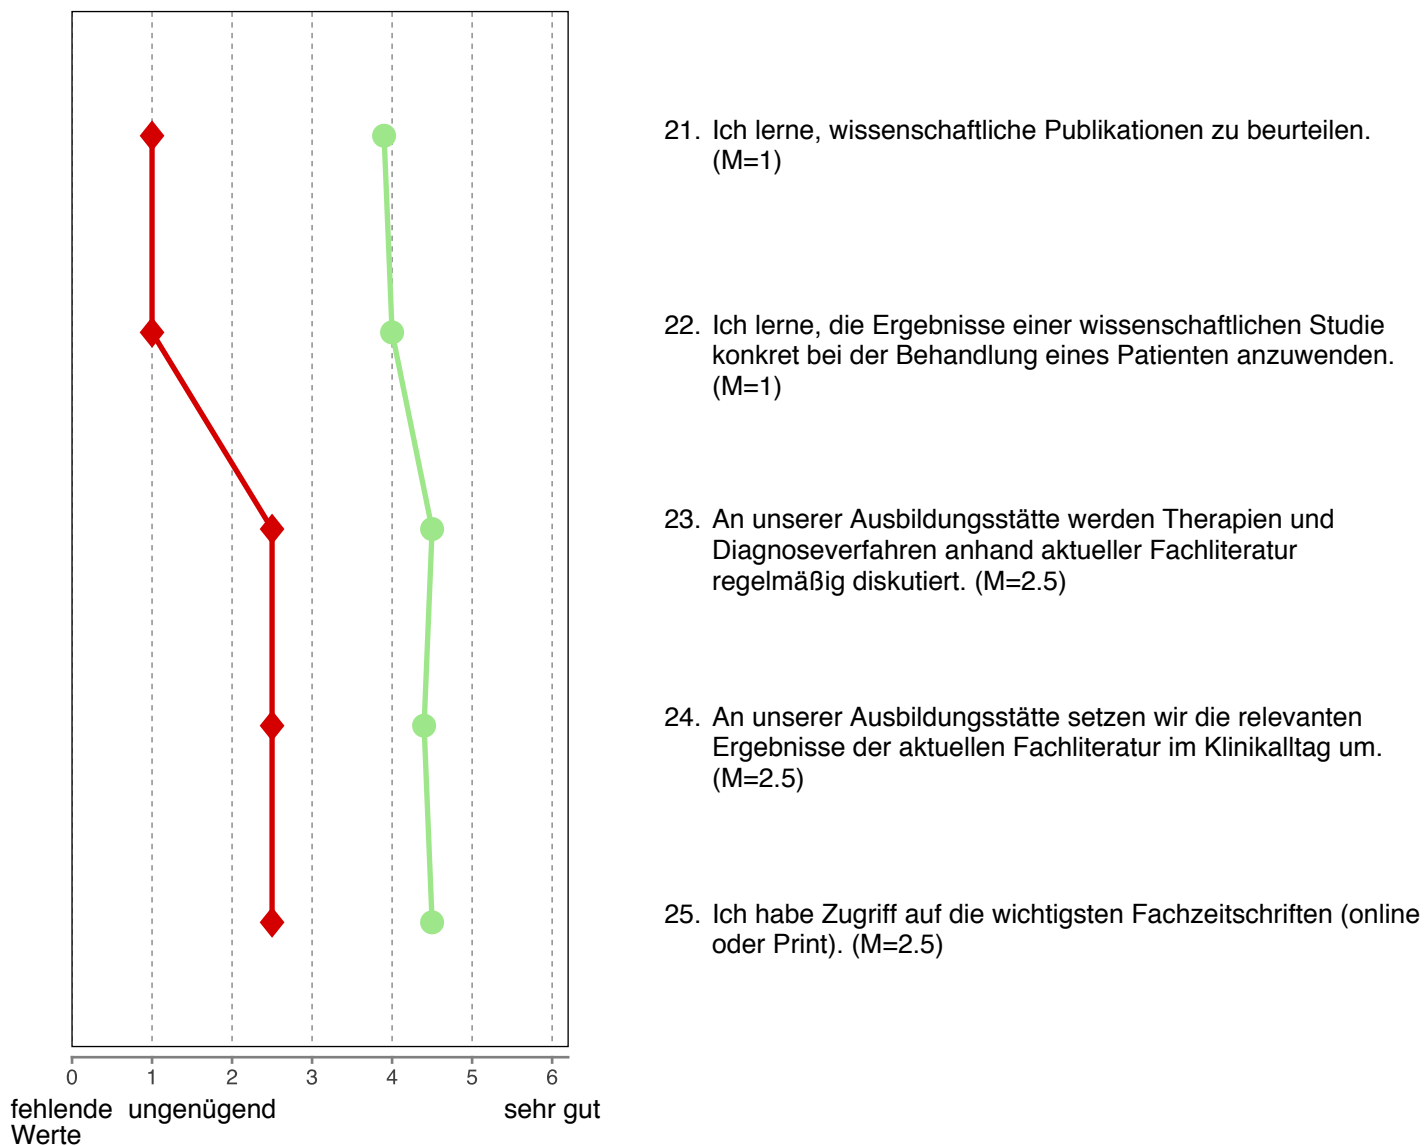 21. Ich lerne, wissenschaftliche Publikationen zu beurteilen.
(M=1)
22. Ich lerne, die Ergebnisse einer wissenschaftlichen Studie
konkret bei der Behandlung eines Patienten anzuwenden.
(M=1)
23. An unserer Ausbildungsstätte werden Therapien und
Diagnoseverfahren anhand aktueller Fachliteratur
regelmäßig diskutiert. (M=2.5)
24. An unserer Ausbildungsstätte setzen wir die relevanten
Ergebnisse der aktuellen Fachliteratur im Klinikalltag um.
(M=2.5)
25. Ich habe Zugriff auf die wichtigsten Fachzeitschriften (online
oder Print). (M=2.5)
0 1 2 3 4 5 6
fehlende ungenügend sehr gut
Werte